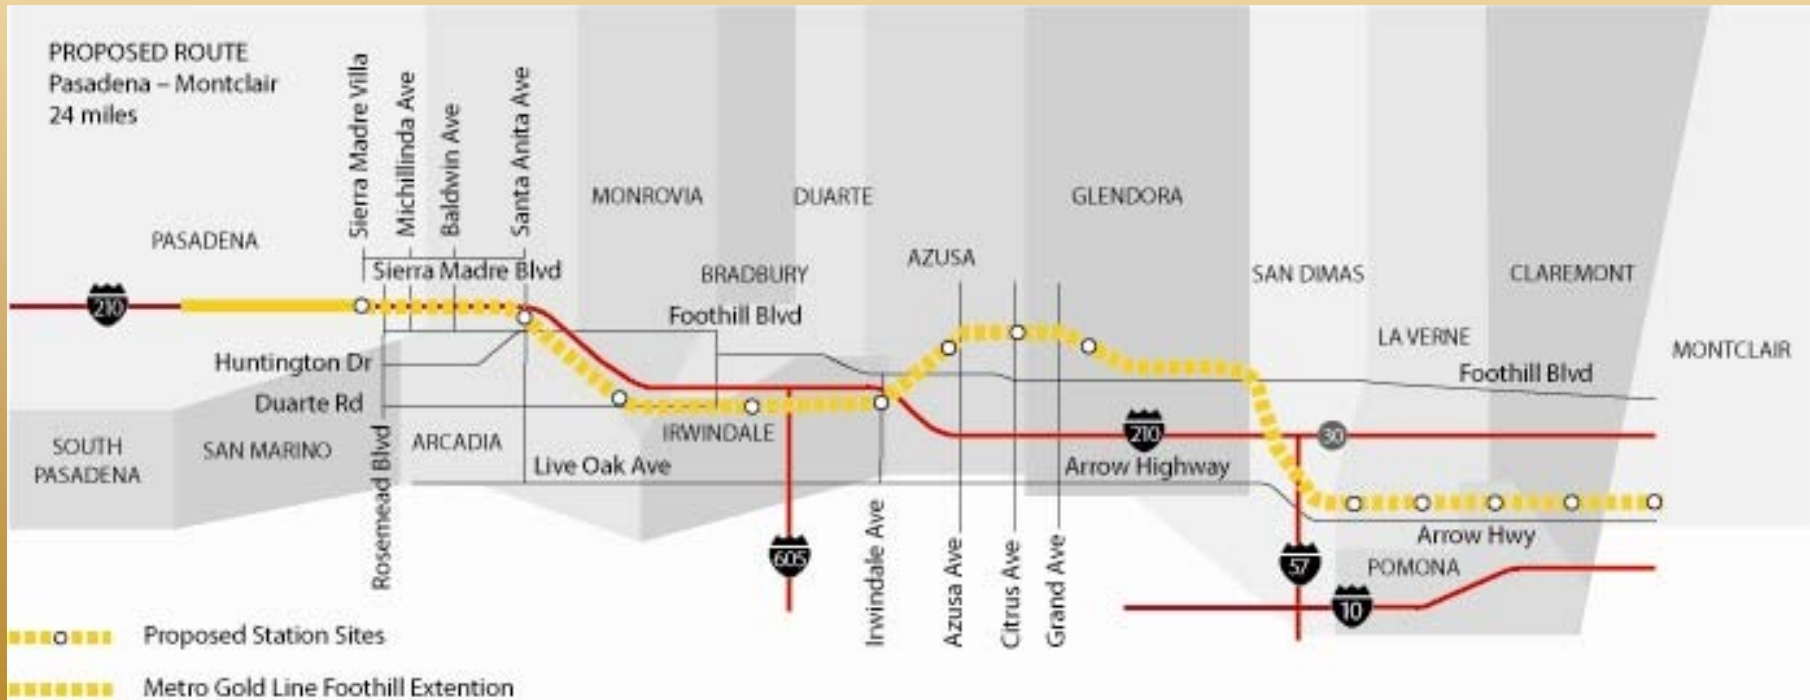 PROPOSED ROUTE
Pasadena – Montclair
24 miles
Sierra Madre Villa
Michillinda Ave
Baldwin Ave
Santa Anita Ave
MONROVIA
DUARTE
GLENDORA
PASADENA
AZUSA
Sierra Madre Blvd
BRADBURY
SAN DIMAS
CLAREMONT
210
Foothill Blvd
LA VERNE
MONTCLAIR
Huntington Dr
Foothill Blvd
Duarte Rd
IRWINDALE
210
30
SOUTH
PASADENA
SAN MARINO
Rosemead Blvd
ARCADIA
Live Oak Ave
Arrow Highway
Irwindale Ave
Azusa Ave
Citrus Ave
Grand Ave
605
57
Arrow Hwy
POMONA
10
Proposed Station Sites
Metro Gold Line Foothill Extention